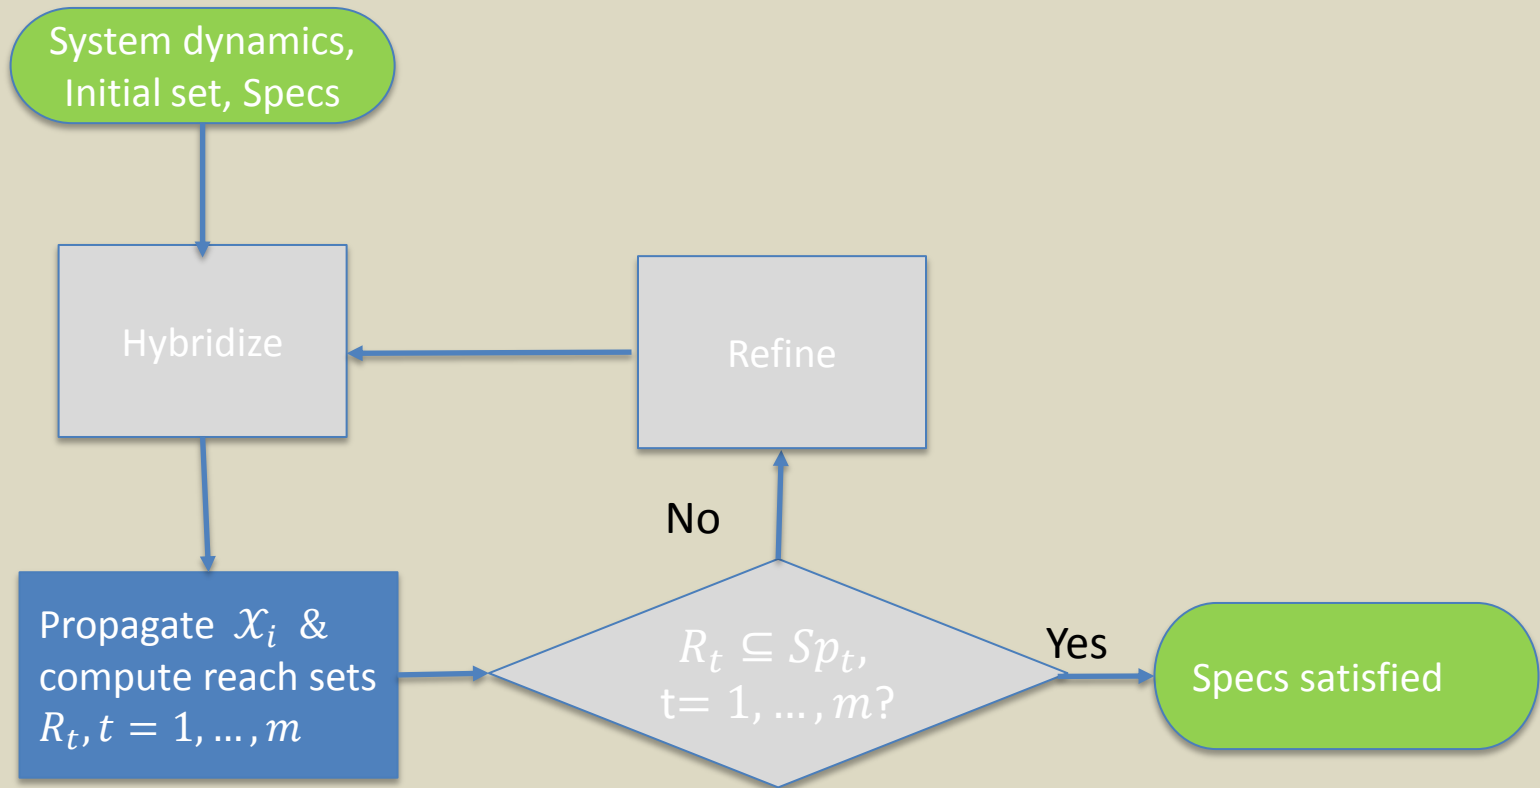 System dynamics,
Initial set, Specs
Hybridize
Refine
No
Propagate 𝒳ᵢ &
compute reach sets
Rₜ, t = 1, ..., m
Rₜ ⊆ Spₜ,
t= 1, ..., m?
Yes
Specs satisfied